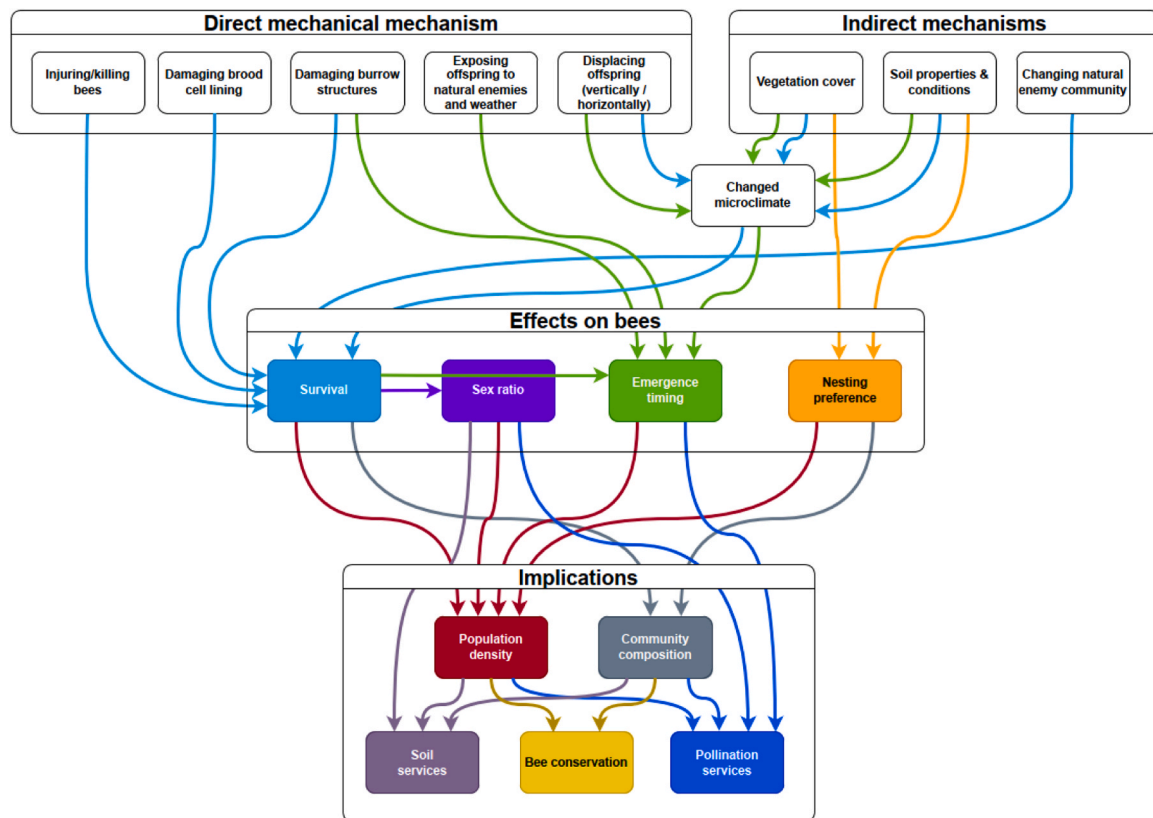 Direct mechanical mechanism
Indirect mechanisms
Injuring/killing
bees
Damaging brood
cell lining
Damaging burrow
structures
Exposing
offspring to
natural enemies
and weather
Displacing
offspring
(vertically /
horizontally)
Vegetation cover
Soil properties &
conditions
Changing natural
enemy community
Changed
microclimate
Effects on bees
Survival
Sex ratio
Emergence
timing
Nesting
preference
Implications
Population
density
Community
composition
Soil
services
Bee conservation
Pollination
services